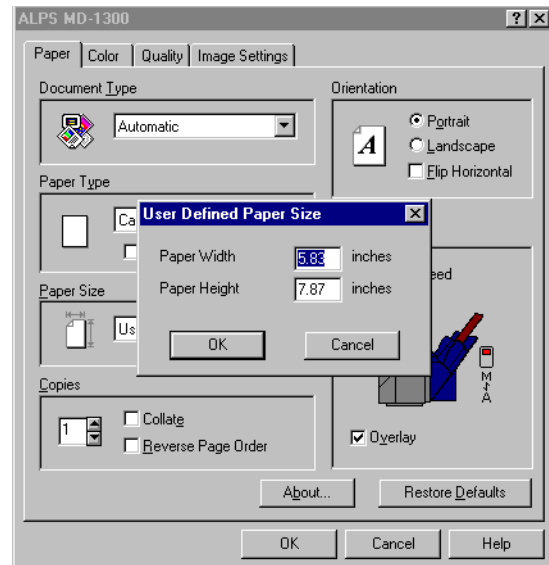 ALPS MD-1300
Paper
Color
Quality
Image Settings
Document Type
Automatic
Orientation
A
Portrait
Landscape
Flip Horizontal
Paper Type
Ca
User Defined Paper Size
Paper Width 5.83 inches
Paper Height 7.87 inches
OK
Cancel
eed
Paper Size
Us
M
A
Copies
1
Collate
Reverse Page Order
Overlay
About...
Restore Defaults
OK
Cancel
Help